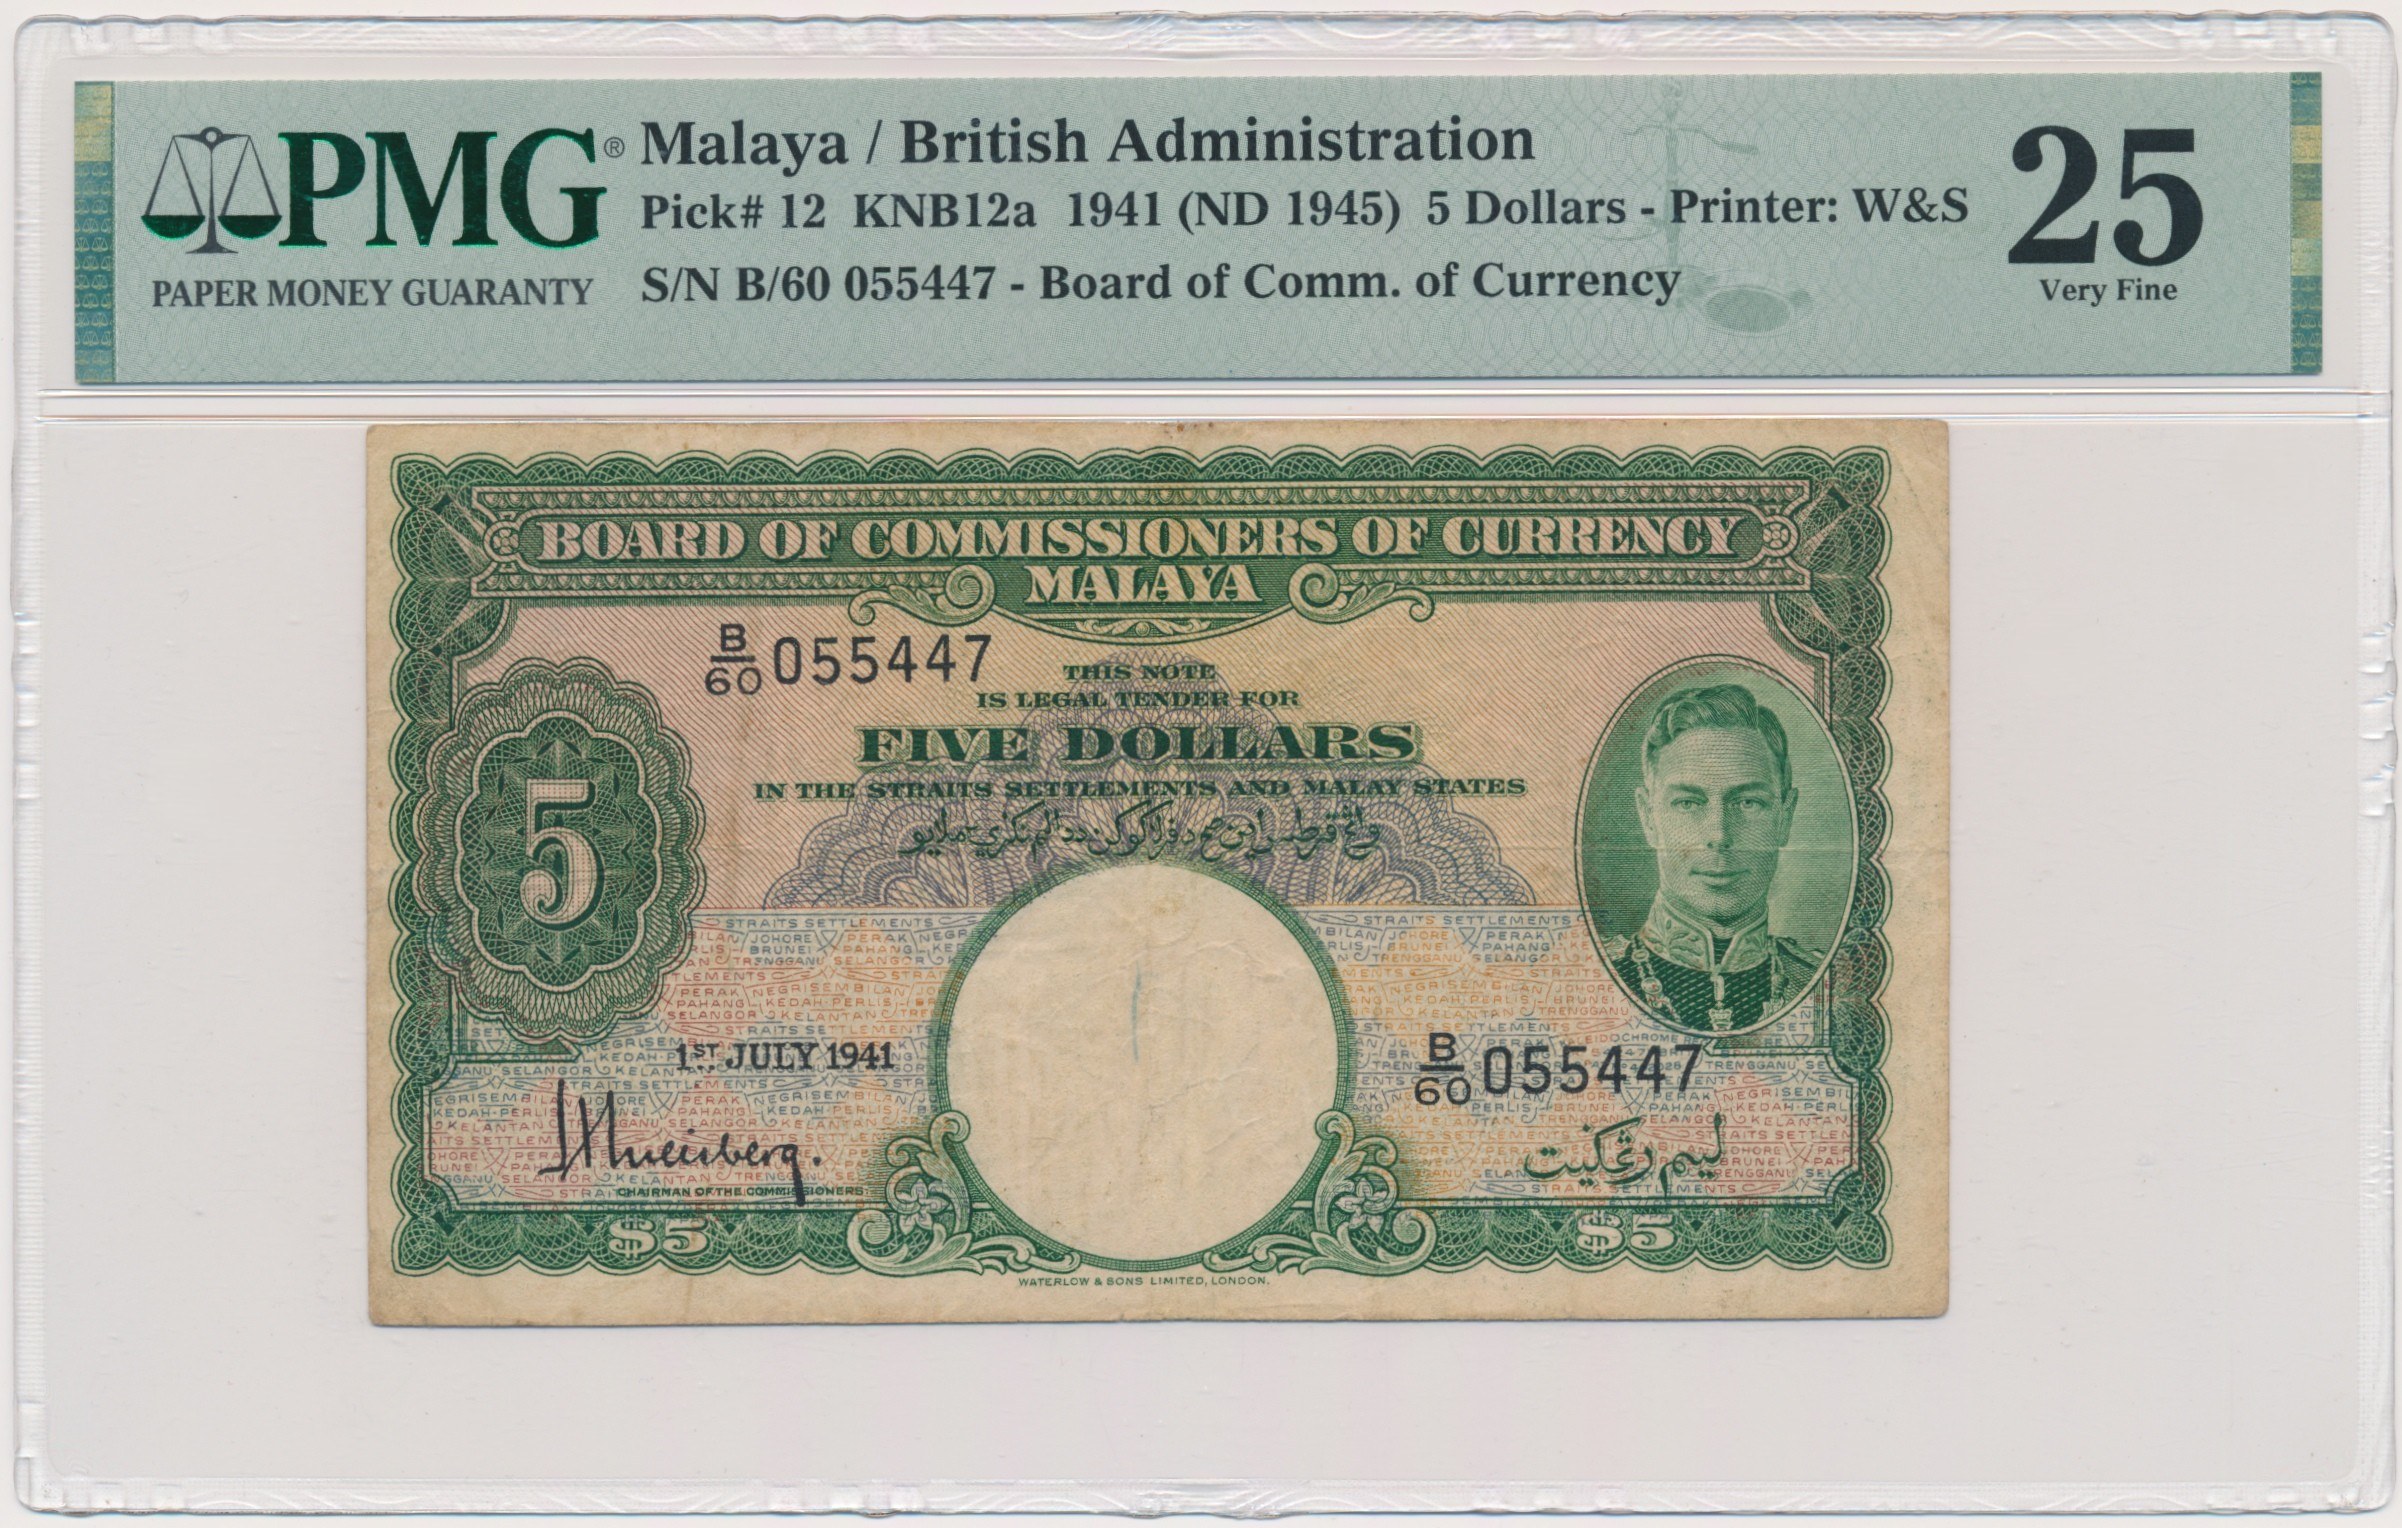 PMG®
PAPER MONEY GUARANTY
Malaya / British Administration
Pick# 12 KNB12a 1941 (ND 1945) 5 Dollars - Printer: W&S
S/N B/60 055447 - Board of Comm. of Currency
25
Very Fine
BOARD OF COMMISSIONERS OF CURRENCY
MALAYA
B/60 055447
THIS NOTE
IS LEGAL TENDER FOR
FIVE DOLLARS
IN THE STRAITS SETTLEMENTS AND MALAY STATES
5
1ST JULY 1941
B/60 055447
CHAIRMAN OF THE COMMISSIONERS
ليم رڠݢيت
$5
$5
WATERLOW & SONS LIMITED, LONDON.